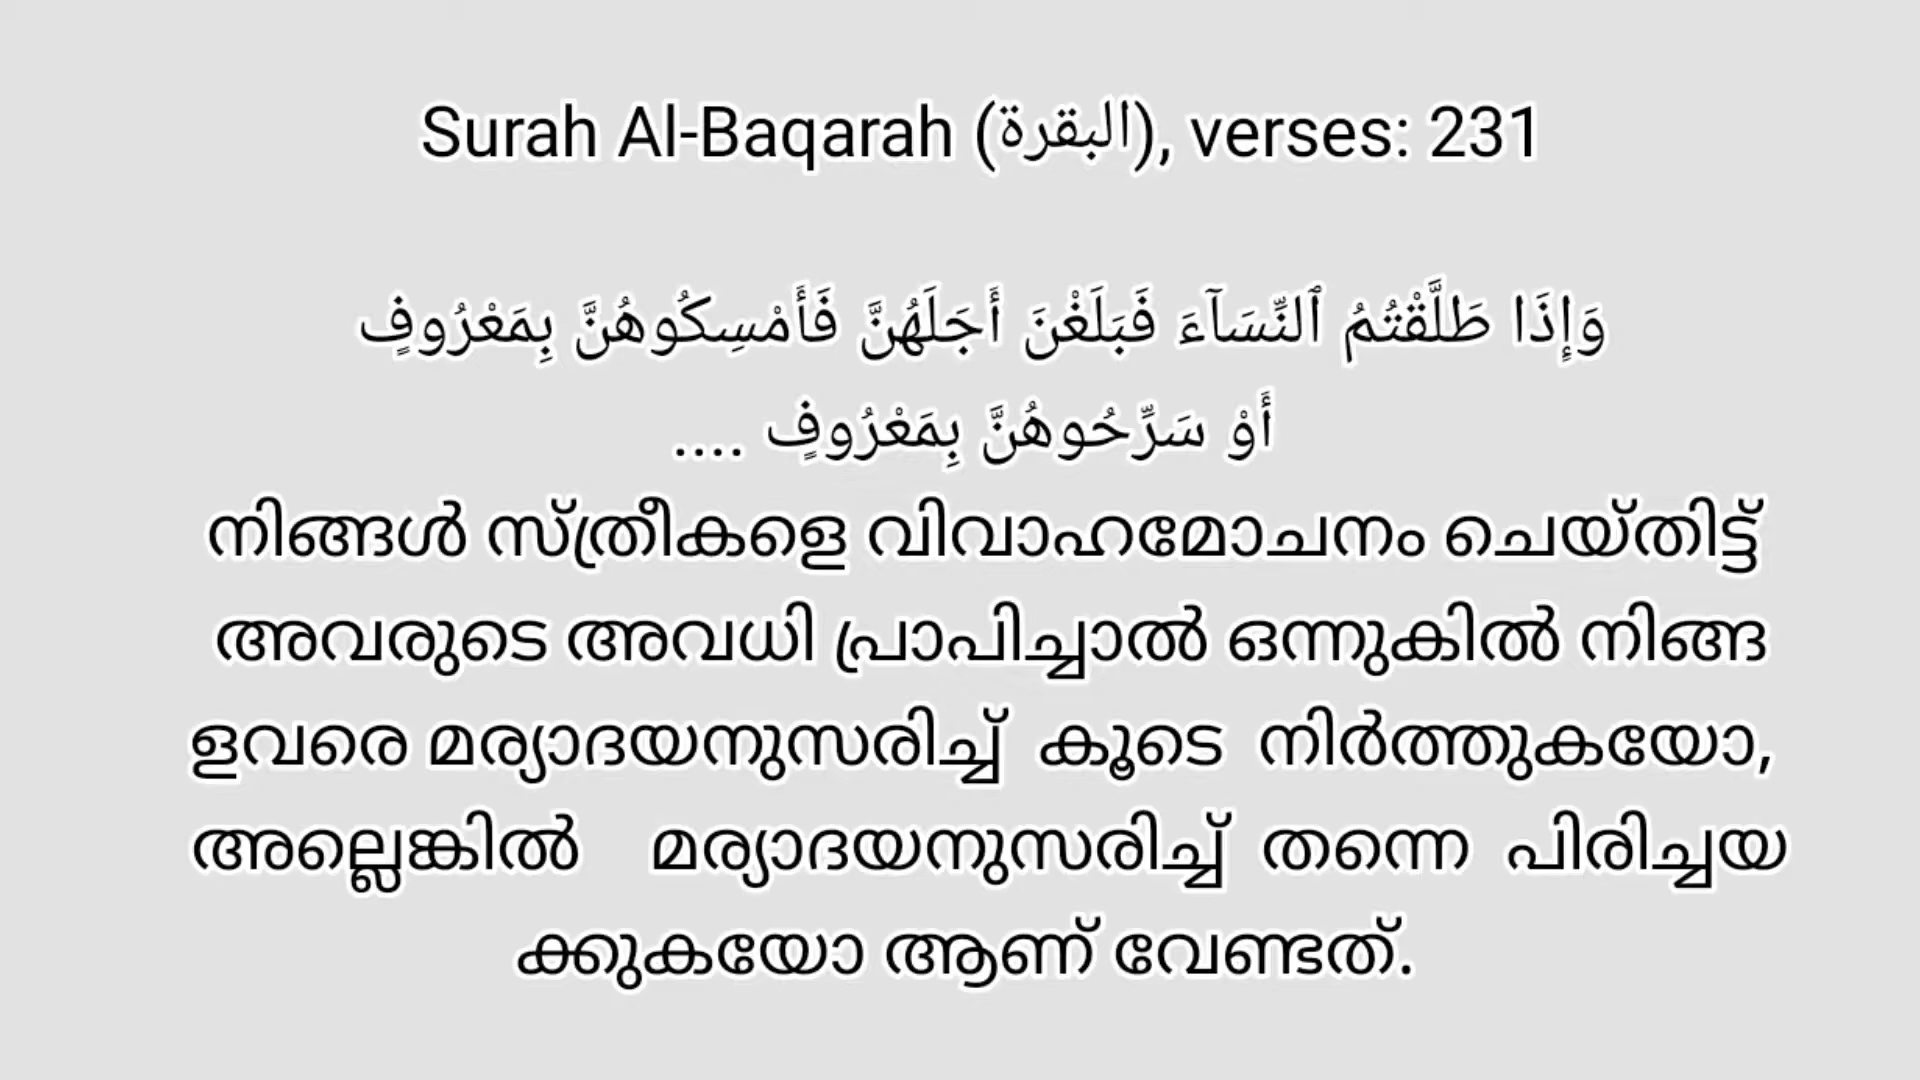 Surah Al-Baqarah (البقرة), verses: 231
وَإِذَا طَلَّقْتُمُ ٱلنِّسَآءَ فَبَلَغْنَ أَجَلَهُنَّ فَأَمْسِكُوهُنَّ بِمَعْرُوفٍ
أَوْ سَرِّحُوهُنَّ بِمَعْرُوفٍ ....
നിങ്ങൾ സ്ത്രീകളെ വിവാഹമോചനം ചെയ്തിട്ട്
അവരുടെ അവധി പ്രാപിച്ചാൽ ഒന്നുകിൽ നിങ്ങ
ളവരെ മര്യാദയനുസരിച്ച് കൂടെ നിർത്തുകയോ,
അല്ലെങ്കിൽ മര്യാദയനുസരിച്ച് തന്നെ പിരിച്ചയ
ക്കുകയോ ആണ് വേണ്ടത്.